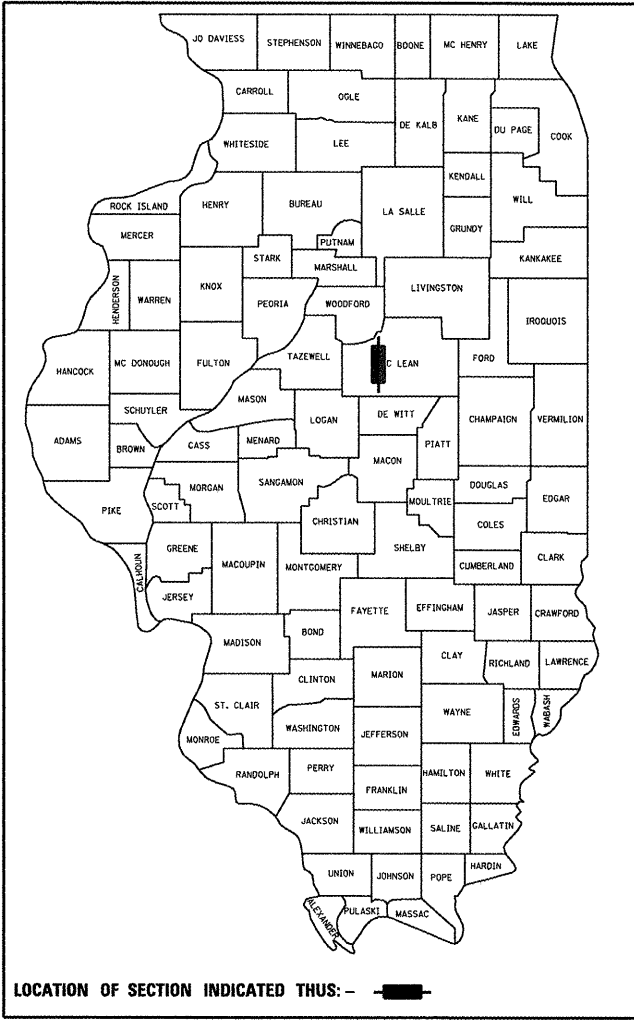 JO DAVIESS
STEPHENSON
WINNEBAGO
BOONE
MC HENRY
LAKE
CARROLL
OGLE
DE KALB
KANE
DU PAGE
COOK
WHITESIDE
LEE
KENDALL
WILL
ROCK ISLAND
HENRY
BUREAU
LA SALLE
GRUNDY
MERCER
PUTNAM
KANKAKEE
STARK
MARSHALL
HENDERSON
WARREN
KNOX
PEORIA
WOODFORD
LIVINGSTON
IROQUOIS
HANCOCK
MC DONOUGH
FULTON
TAZEWELL
C LEAN
FORD
MASON
SCHUYLER
LOGAN
DE WITT
CHAMPAIGN
VERMILION
ADAMS
BROWN
CASS
MENARD
PIATT
MACON
PIKE
SCOTT
MORGAN
SANGAMON
MOULTRIE
DOUGLAS
EDGAR
CHRISTIAN
COLES
CALHOUN
GREENE
MACOUPIN
MONTGOMERY
SHELBY
CUMBERLAND
CLARK
JERSEY
FAYETTE
EFFINGHAM
JASPER
CRAWFORD
MADISON
BOND
CLAY
RICHLAND
LAWRENCE
CLINTON
MARION
ST. CLAIR
WAYNE
EDWARDS
WABASH
WASHINGTON
JEFFERSON
MONROE
RANDOLPH
PERRY
HAMILTON
WHITE
FRANKLIN
JACKSON
WILLIAMSON
SALINE
GALLATIN
UNION
JOHNSON
POPE
HARDIN
ALEXANDER
PULASKI
MASSAC
LOCATION OF SECTION INDICATED THUS: -